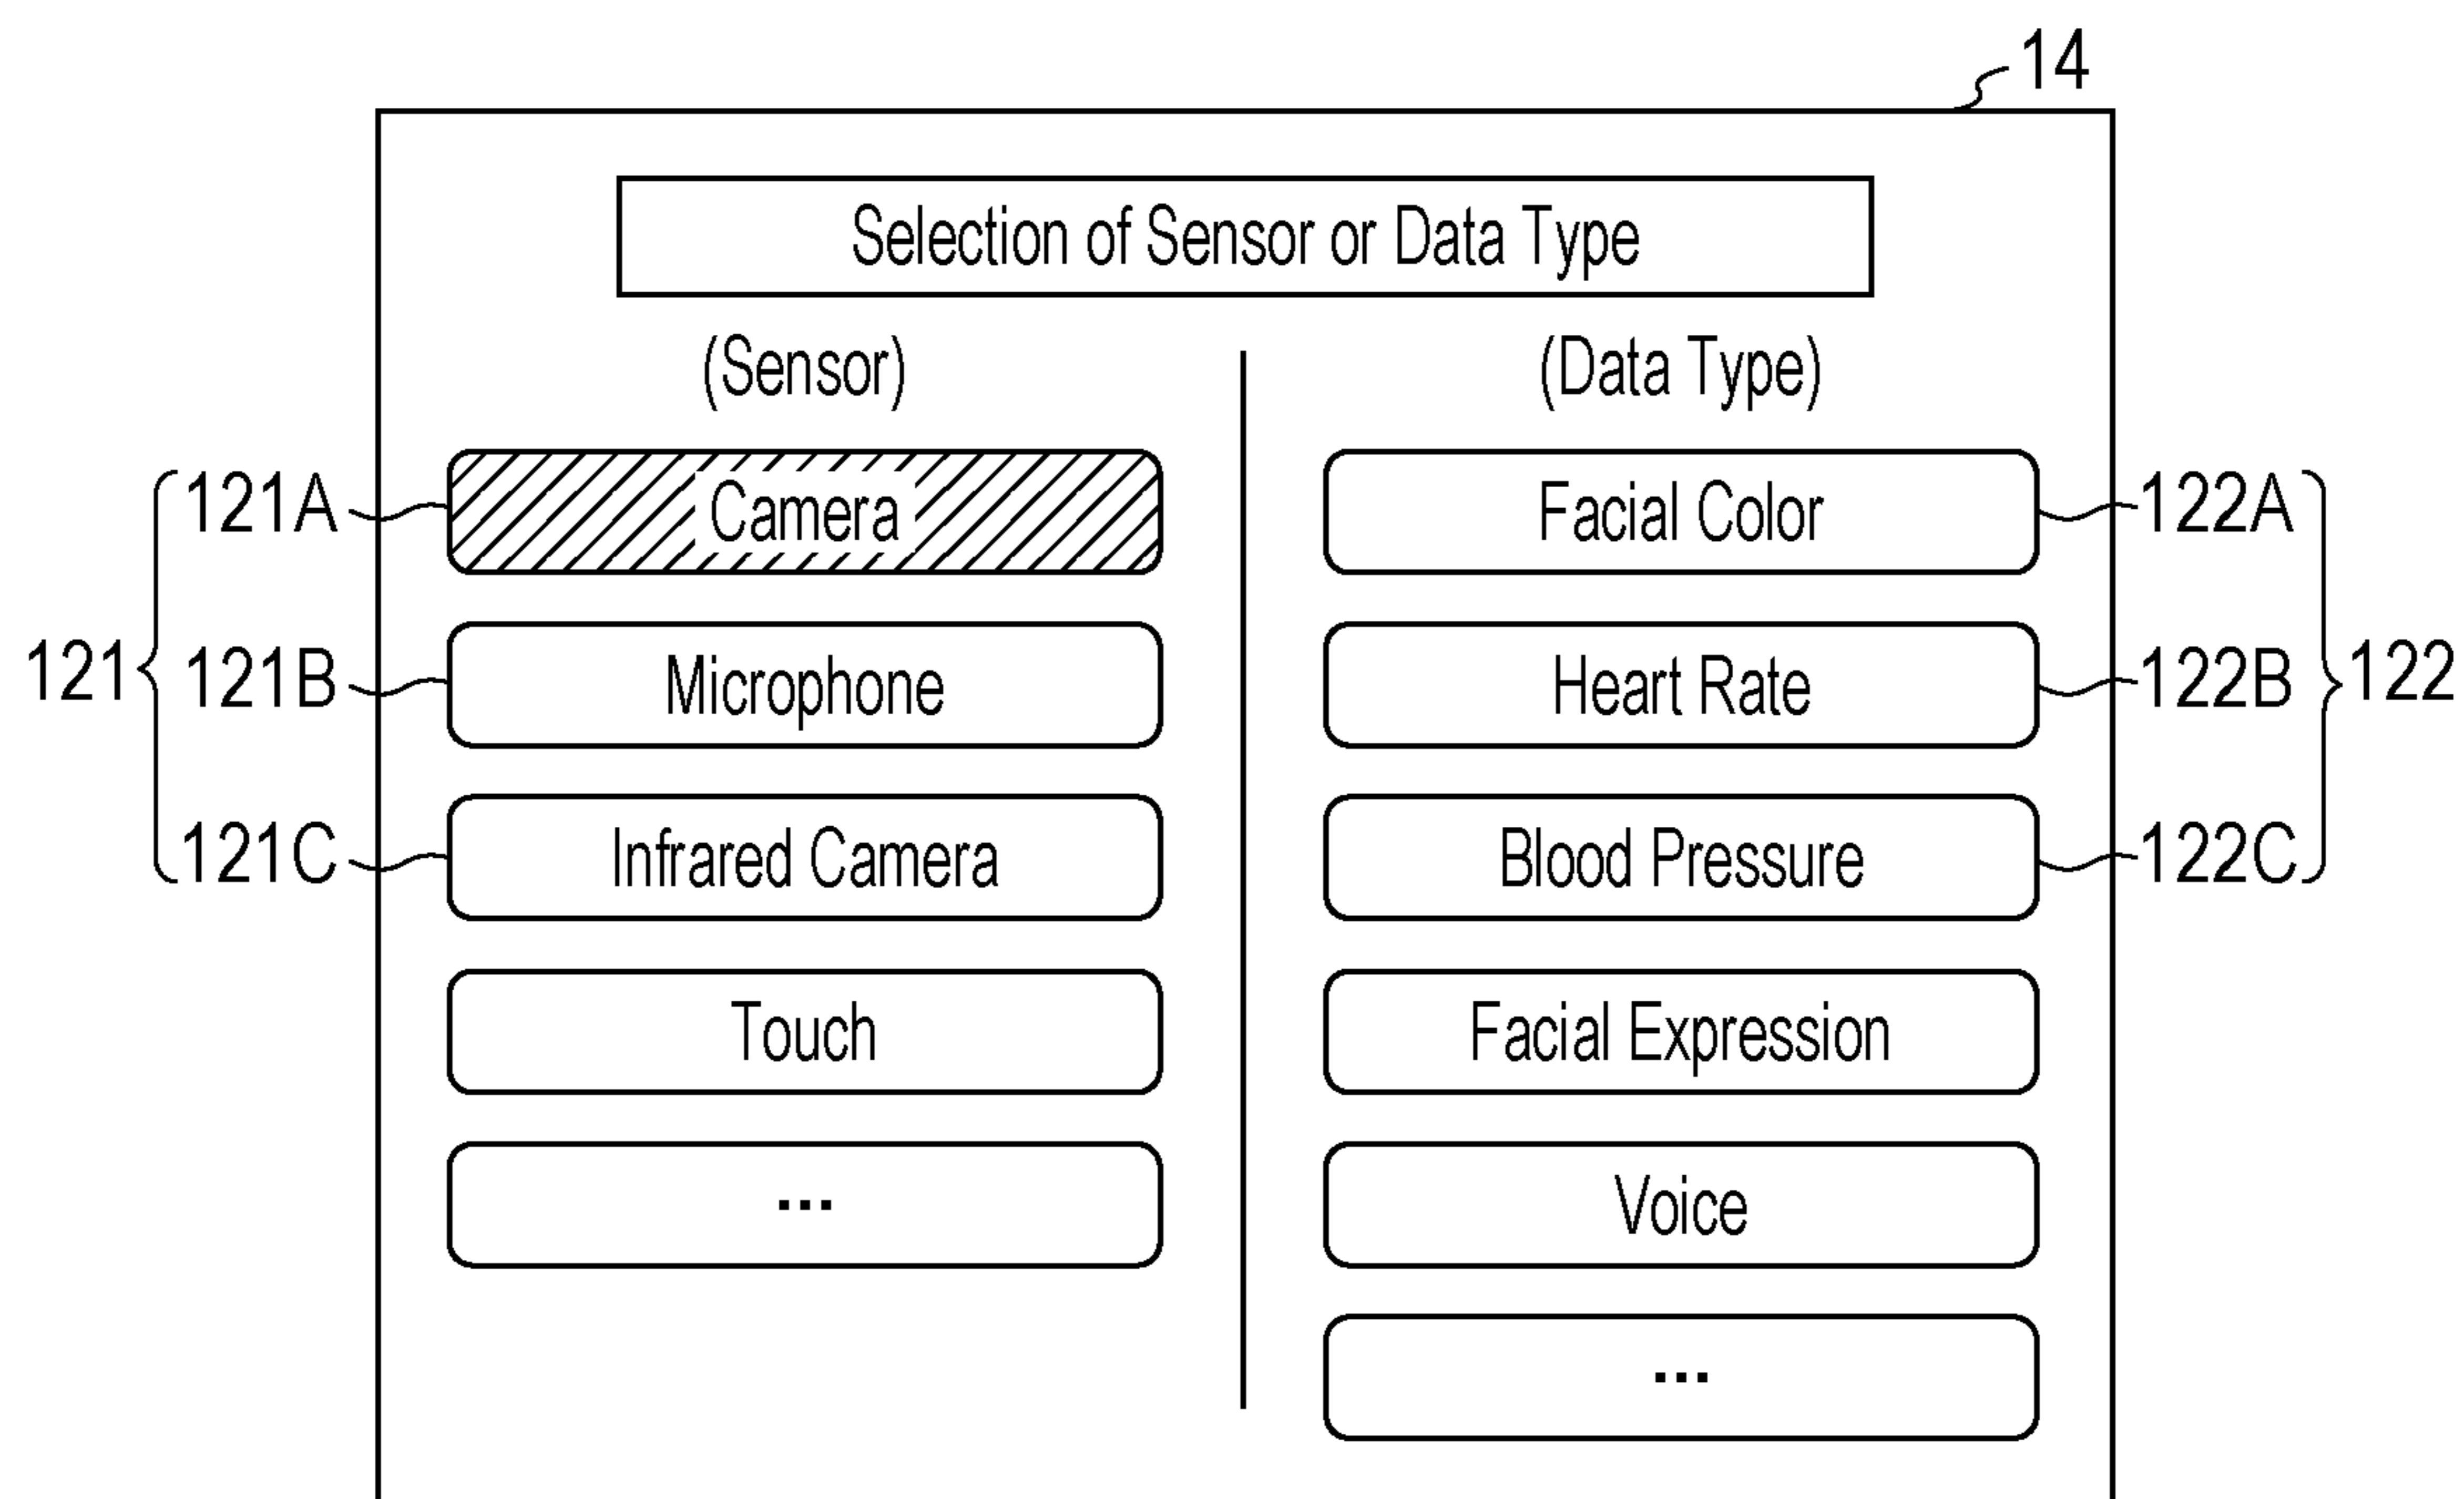 14
Selection of Sensor or Data Type
(Sensor)
(Data Type)
121
121A
Camera
121B
Microphone
121C
Infrared Camera
Touch
...
Facial Color
122A
Heart Rate
122B
Blood Pressure
122C
122
Facial Expression
Voice
...